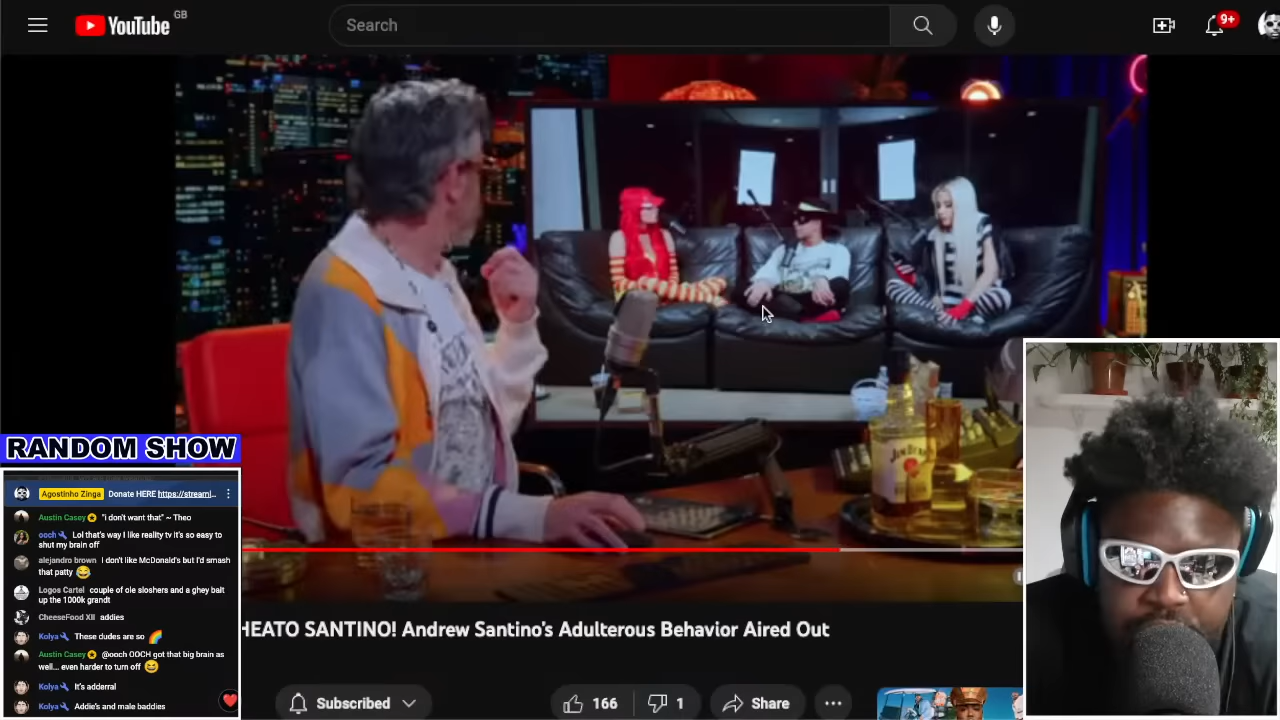 YouTube GB
Search
9+
JIM BEAM
RANDOM SHOW
Agostinho Zinga Donate HERE https://streaml...
Austin Casey "i don't want that" ~ Theo
ooch Lol that's way I like reality tv it's so easy to
shut my brain off
alejandro brown I don't like McDonald's but I'd smash
that patty
Logos Cartel couple of ole sloshers and a ghey balt
up the 1000k grandt
CheeseFood XII addies
Kolya These dudes are so
Austin Casey @ooch OOCH got that big brain as
well... even harder to turn off
Kolya It's adderral
Kolya Addie's and male baddies
HEATO SANTINO! Andrew Santino's Adulterous Behavior Aired Out
Subscribed
166
1
Share